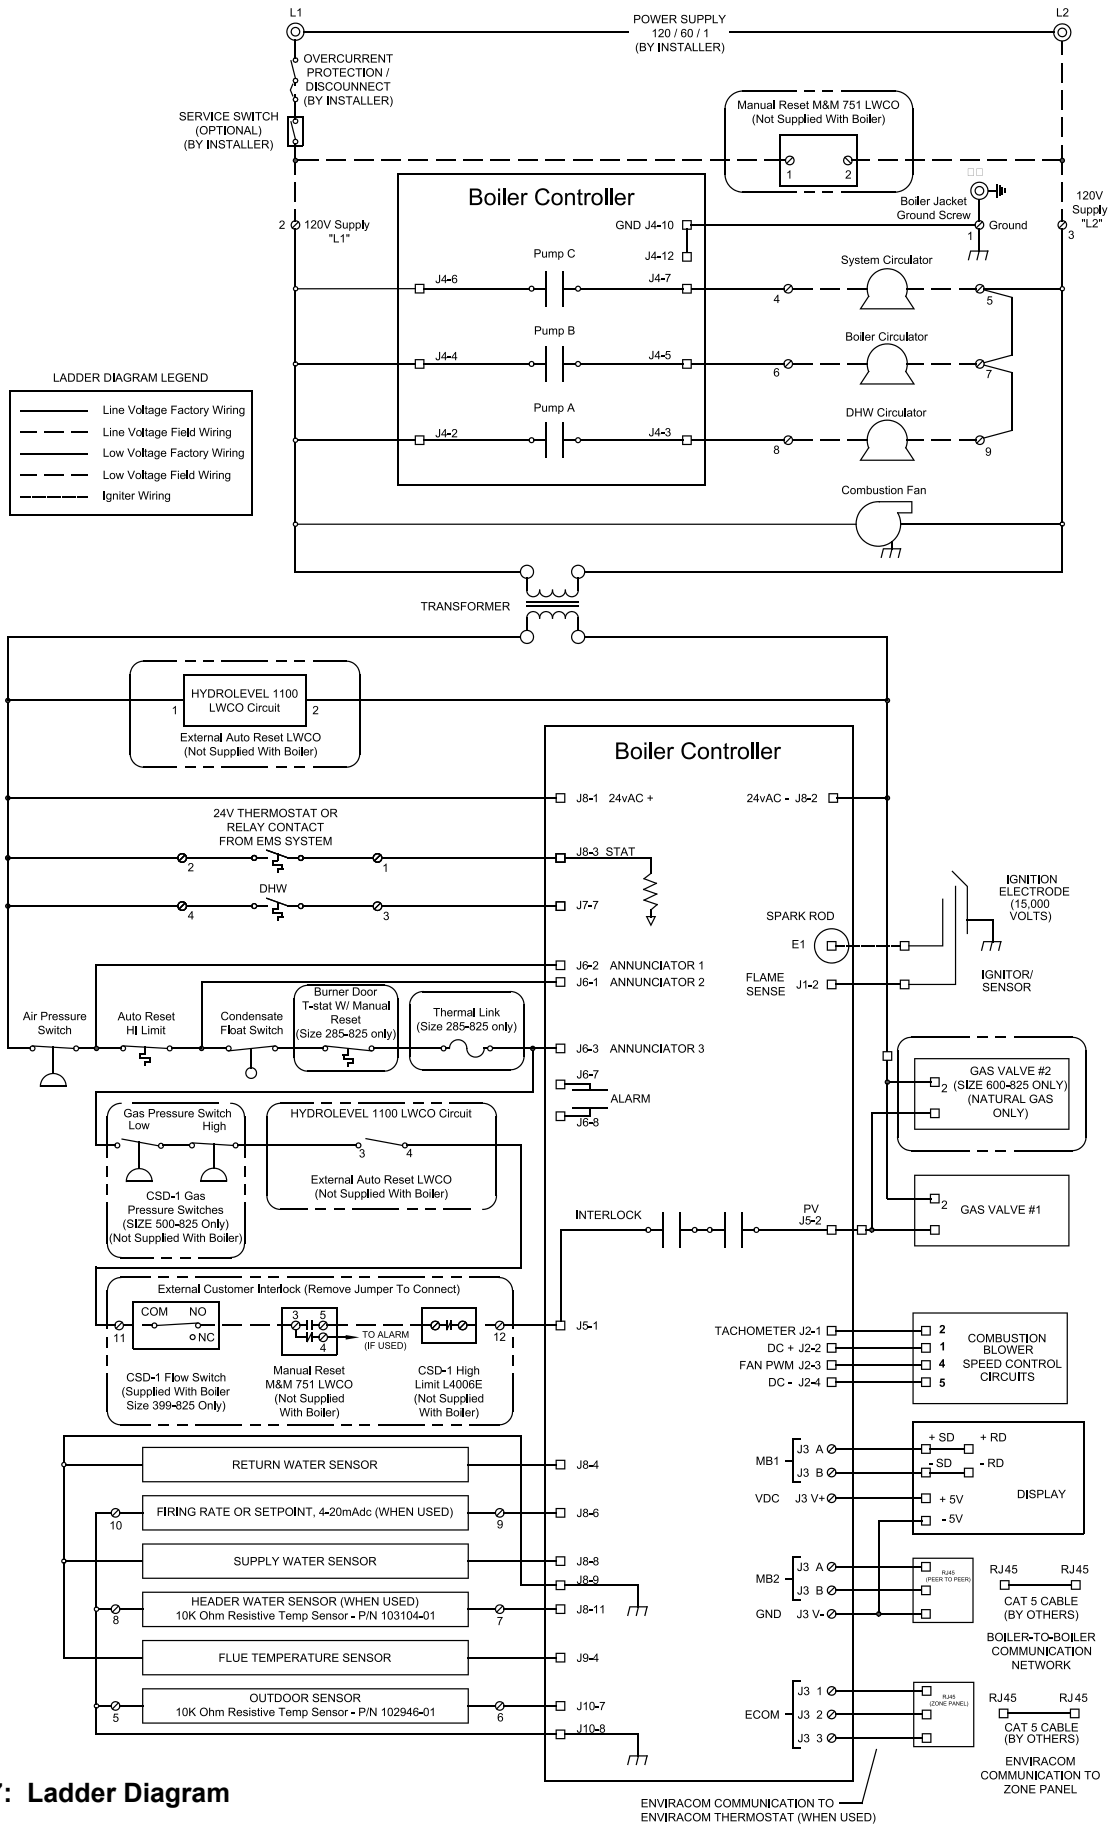 L1
POWER SUPPLY
120 / 60 / 1
(BY INSTALLER)
L2
OVERCURRENT
PROTECTION /
DISCOUNNECT
(BY INSTALLER)
SERVICE SWITCH
(OPTIONAL)
(BY INSTALLER)
Manual Reset M&M 751 LWCO
(Not Supplied With Boiler)
1
2
Boiler Controller
Boiler Jacket
Ground Screw
120V
Supply
"L2"
2
120V Supply
"L1"
GND J4-10
1
Ground
3
J4-12
Pump C
System Circulator
J4-6
J4-7
4
5
Pump B
Boiler Circulator
J4-4
J4-5
6
7
LADDER DIAGRAM LEGEND
Line Voltage Factory Wiring
Line Voltage Field Wiring
Low Voltage Factory Wiring
Low Voltage Field Wiring
Igniter Wiring
Pump A
DHW Circulator
J4-2
J4-3
8
9
Combustion Fan
TRANSFORMER
HYDROLEVEL 1100
LWCO Circuit
1
2
External Auto Reset LWCO
(Not Supplied With Boiler)
Boiler Controller
J8-1 24vAC +
24vAC - J8-2
24V THERMOSTAT OR
RELAY CONTACT
FROM EMS SYSTEM
2
1
J8-3 STAT
DHW
4
3
J7-7
IGNITION
ELECTRODE
(15,000
VOLTS)
SPARK ROD
E1
FLAME
SENSE
J1-2
IGNITOR/
SENSOR
J6-2 ANNUNCIATOR 1
J6-1 ANNUNCIATOR 2
Air Pressure
Switch
Auto Reset
HI Limit
Condensate
Float Switch
Burner Door
T-stat W/ Manual
Reset
(Size 285-825 only)
Thermal Link
(Size 285-825 only)
J6-3 ANNUNCIATOR 3
J6-7
ALARM
J6-8
GAS VALVE #2
(SIZE 600-825 ONLY)
(NATURAL GAS
ONLY)
2
Gas Pressure Switch
Low
High
HYDROLEVEL 1100 LWCO Circuit
3
4
External Auto Reset LWCO
(Not Supplied With Boiler)
CSD-1 Gas
Pressure Switches
(SIZE 500-825 Only)
(Not Supplied With Boiler)
INTERLOCK
PV
J5-2
2
GAS VALVE #1
External Customer Interlock (Remove Jumper To Connect)
COM
NO
NC
11
3
5
4
TO ALARM
(IF USED)
12
J5-1
CSD-1 Flow Switch
(Supplied With Boiler
Size 399-825 Only)
Manual Reset
M&M 751 LWCO
(Not Supplied
With Boiler)
CSD-1 High
Limit L4006E
(Not Supplied
With Boiler)
TACHOMETER J2-1
DC + J2-2
FAN PWM J2-3
DC - J2-4
2
1
4
5
COMBUSTION
BLOWER
SPEED CONTROL
CIRCUITS
RETURN WATER SENSOR
J8-4
MB1
J3 A
J3 B
+ SD
+ RD
- SD
- RD
DISPLAY
VDC
J3 V+
+ 5V
- 5V
10
FIRING RATE OR SETPOINT, 4-20mAdc (WHEN USED)
9
J8-6
SUPPLY WATER SENSOR
J8-8
J8-9
MB2
J3 A
J3 B
RJ45
(PEER TO PEER)
RJ45
RJ45
CAT 5 CABLE
(BY OTHERS)
8
HEADER WATER SENSOR (WHEN USED)
10K Ohm Resistive Temp Sensor - P/N 103104-01
7
J8-11
GND
J3 V-
BOILER-TO-BOILER
COMMUNICATION
NETWORK
FLUE TEMPERATURE SENSOR
J9-4
5
OUTDOOR SENSOR
10K Ohm Resistive Temp Sensor - P/N 102946-01
6
J10-7
J10-8
ECOM
J3 1
J3 2
J3 3
RJ45
(ZONE PANEL)
RJ45
RJ45
CAT 5 CABLE
(BY OTHERS)
ENVIRACOM
COMMUNICATION TO
ZONE PANEL
7: Ladder Diagram
ENVIRACOM COMMUNICATION TO
ENVIRACOM THERMOSTAT (WHEN USED)